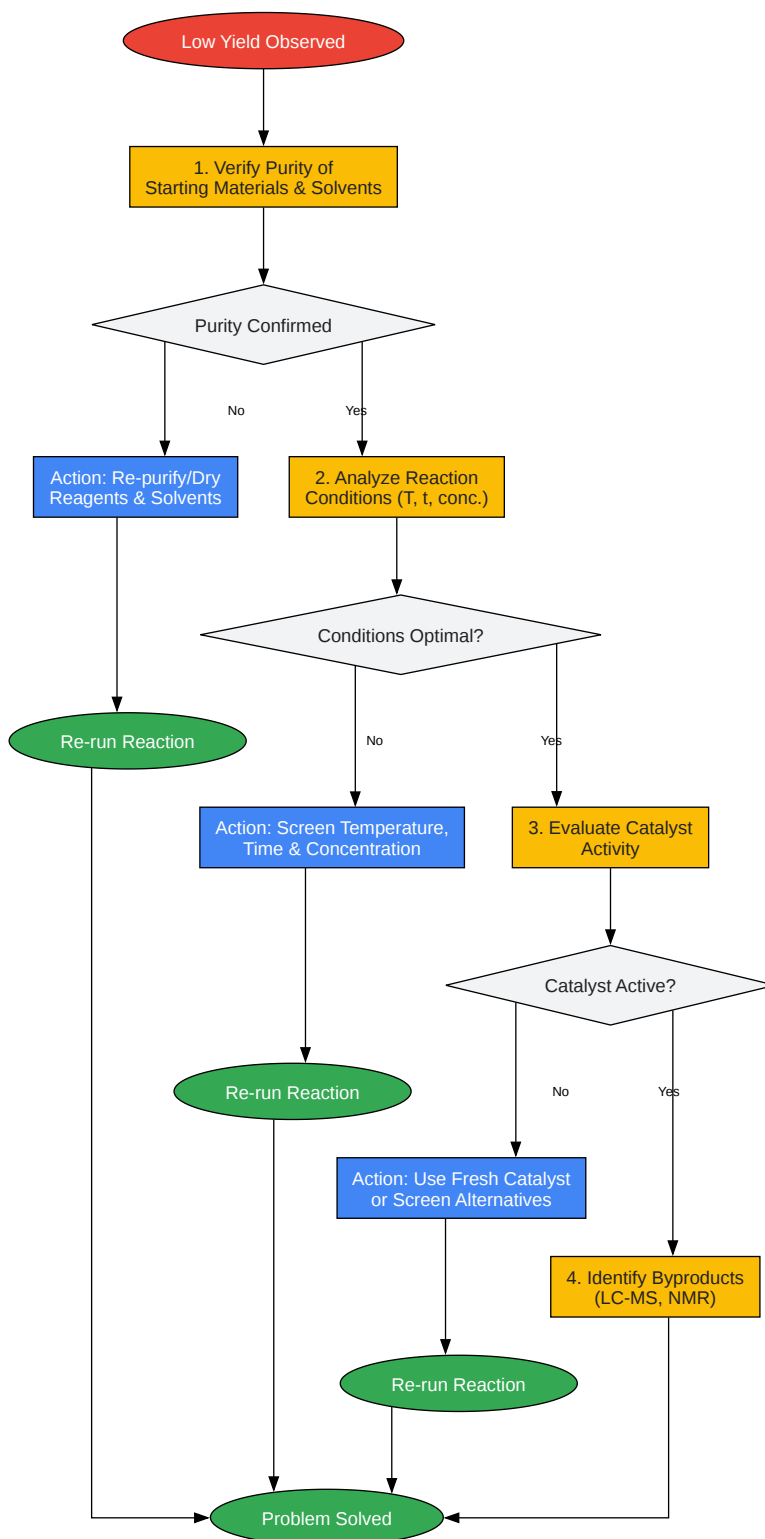 Low Yield Observed
1. Verify Purity of
Starting Materials & Solvents
Purity Confirmed
No
Yes
Action: Re-purify/Dry
Reagents & Solvents
2. Analyze Reaction
Conditions (T, t, conc.)
Conditions Optimal?
Re-run Reaction
No
Yes
Action: Screen Temperature,
Time & Concentration
3. Evaluate Catalyst
Activity
Catalyst Active?
Re-run Reaction
No
Yes
Action: Use Fresh Catalyst
or Screen Alternatives
4. Identify Byproducts
(LC-MS, NMR)
Re-run Reaction
Problem Solved